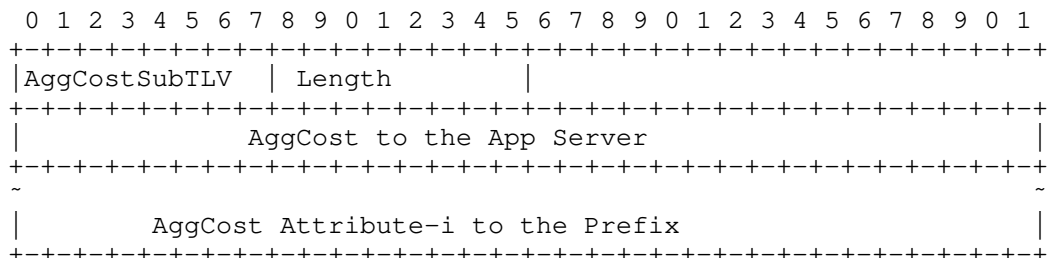 0 1 2 3 4 5 6 7 8 9 0 1 2 3 4 5 6 7 8 9 0 1 2 3 4 5 6 7 8 9 0 1
+-+-+-+-+-+-+-+-+-+-+-+-+-+-+-+-+-+-+-+-+-+-+-+-+-+-+-+-+-+-+-+-+
|AggCostSubTLV  | Length        |
+-+-+-+-+-+-+-+-+-+-+-+-+-+-+-+-+-+-+-+-+-+-+-+-+-+-+-+-+-+-+-+-+
|              AggCost to the App Server                        |
+-+-+-+-+-+-+-+-+-+-+-+-+-+-+-+-+-+-+-+-+-+-+-+-+-+-+-+-+-+-+-+-+
~                                                               ~
|        AggCost Attribute-i to the Prefix                      |
+-+-+-+-+-+-+-+-+-+-+-+-+-+-+-+-+-+-+-+-+-+-+-+-+-+-+-+-+-+-+-+-+